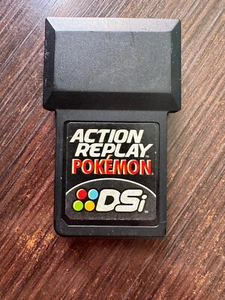 ACTION
REPLAY
POKÉMON
DSi